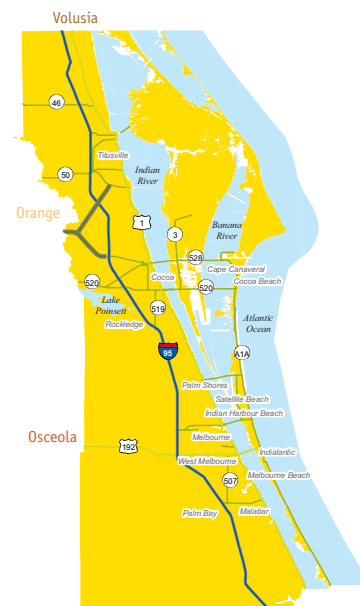 Volusia
46
Titusville
50
Indian
River
Orange
1
3
Banana
River
528
Cape Canaveral
520
Cocoa
520
Cocoa Beach
Lake
Poinsett
519
Rockledge
Atlantic
Ocean
95
A1A
Palm Shores
Satellite Beach
Indian Harbour Beach
Melbourne
Osceola
192
Indialantic
West Melbourne
Melbourne Beach
507
Palm Bay
Malabar